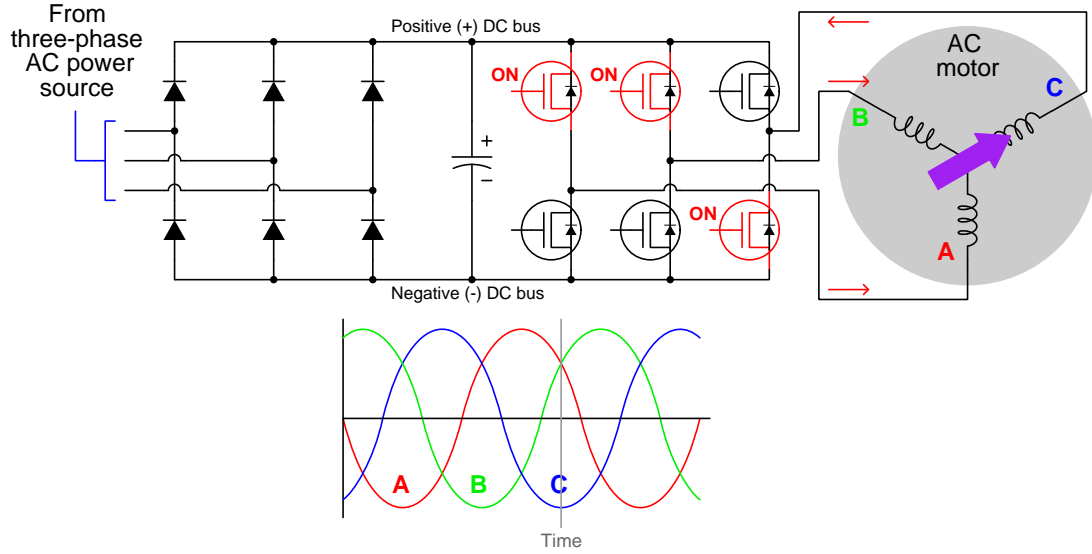 From
three-phase
AC power
source
Positive (+) DC bus
ON
ON
ON
+
-
Negative (-) DC bus
AC
motor
B
C
A
A
B
C
Time